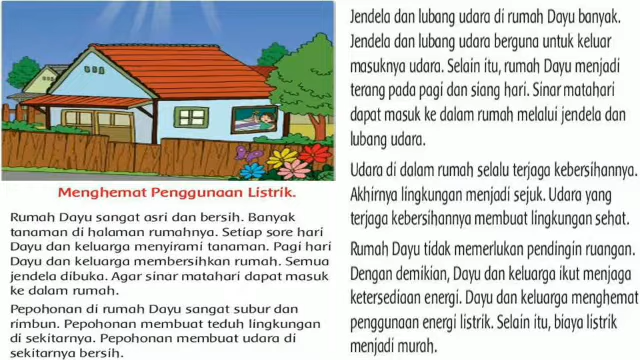 Menghemat Penggunaan Listrik.
Rumah Dayu sangat asri dan bersih. Banyak
tanaman di halaman rumahnya. Setiap sore hari
Dayu dan keluarga menyirami tanaman. Pagi hari
Dayu dan keluarga membersihkan rumah. Semua
jendela dibuka. Agar sinar matahari dapat masuk
ke dalam rumah.
Pepohonan di rumah Dayu sangat subur dan
rimbun. Pepohonan membuat teduh lingkungan
di sekitarnya. Pepohonan membuat udara di
sekitarnya bersih.
Jendela dan lubang udara di rumah Dayu banyak.
Jendela dan lubang udara berguna untuk keluar
masuknya udara. Selain itu, rumah Dayu menjadi
terang pada pagi dan siang hari. Sinar matahari
dapat masuk ke dalam rumah melalui jendela dan
lubang udara.
Udara di dalam rumah selalu terjaga kebersihannya.
Akhirnya lingkungan menjadi sejuk. Udara yang
terjaga kebersihannya membuat lingkungan sehat.
Rumah Dayu tidak memerlukan pendingin ruangan.
Dengan demikian, Dayu dan keluarga ikut menjaga
ketersediaan energi. Dayu dan keluarga menghemat
penggunaan energi listrik. Selain itu, biaya listrik
menjadi murah.